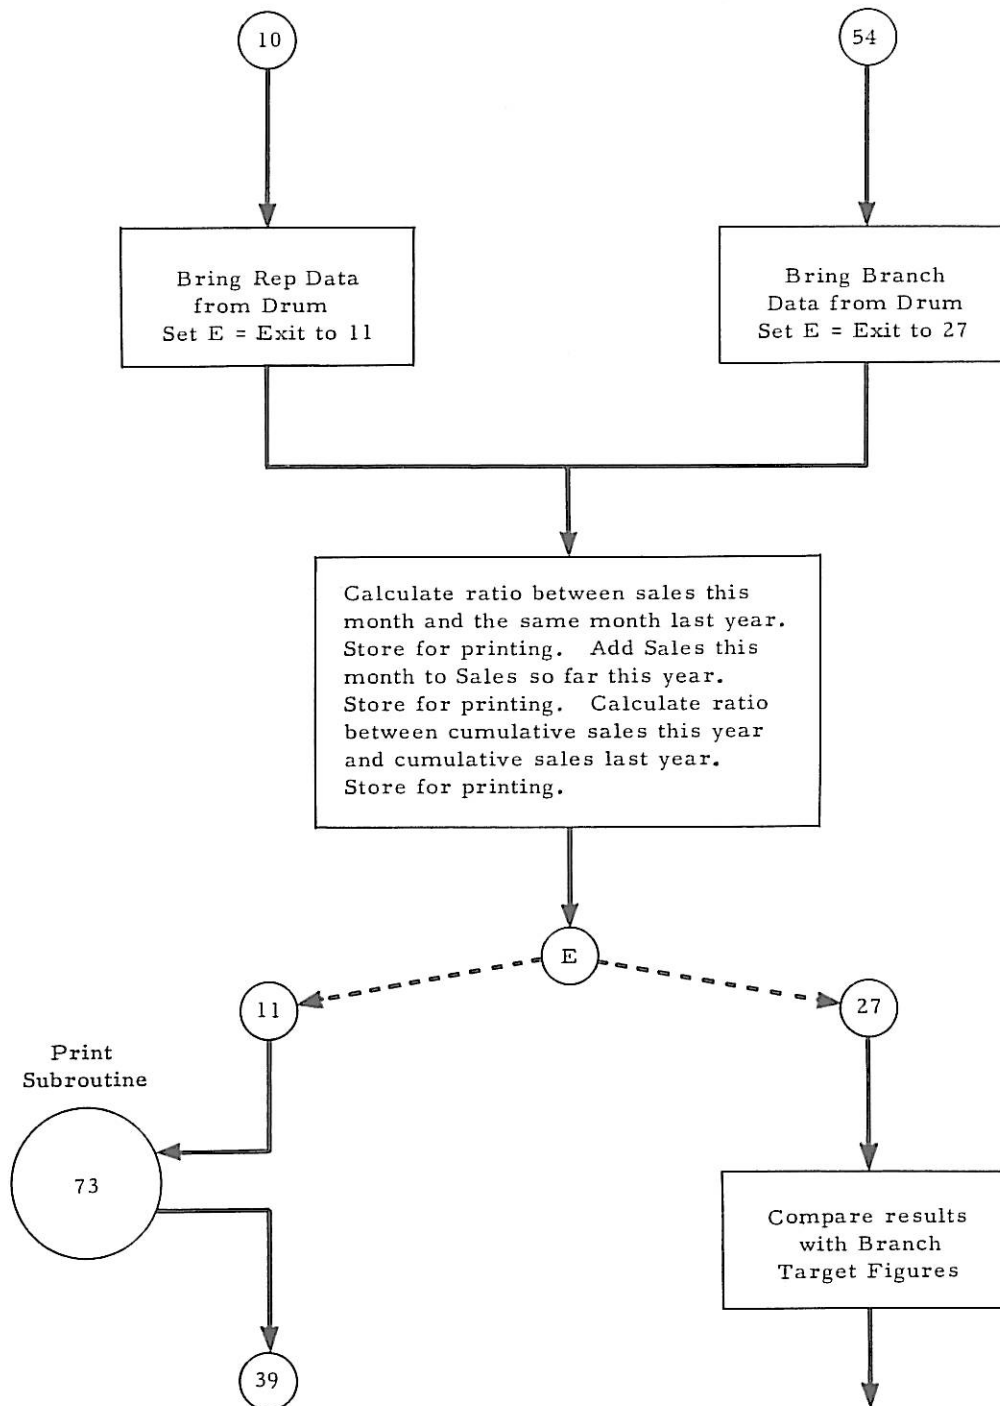 10
54
Bring Rep Data
from Drum
Set E = Exit to 11
Bring Branch
Data from Drum
Set E = Exit to 27
Calculate ratio between sales this
month and the same month last year.
Store for printing. Add Sales this
month to Sales so far this year.
Store for printing. Calculate ratio
between cumulative sales this year
and cumulative sales last year.
Store for printing.
E
11
27
Print
Subroutine
73
Compare results
with Branch
Target Figures
39